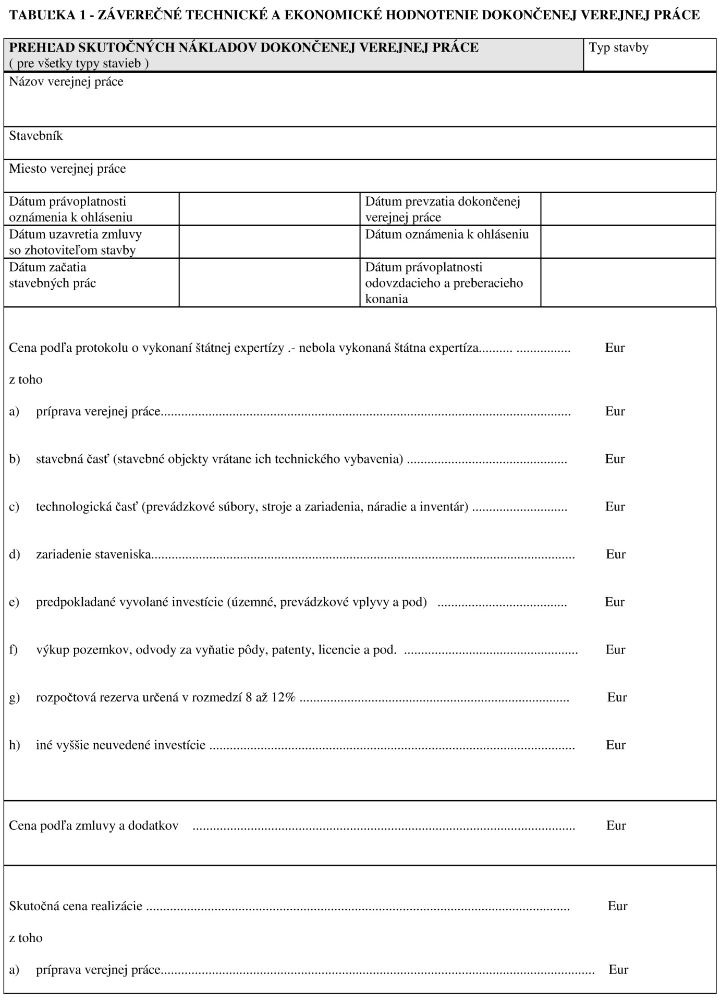 TABUĽKA 1 - ZÁVEREČNÉ TECHNICKÉ A EKONOMICKÉ HODNOTENIE DOKONČENEJ VEREJNEJ PRÁCE
PREHĽAD SKUTOČNÝCH NÁKLADOV DOKONČENEJ VEREJNEJ PRÁCE
( pre všetky typy stavieb )
Typ stavby
Názov verejnej práce
Stavebník
Miesto verejnej práce
Dátum právoplatnosti
oznámenia k ohláseniu
Dátum prevzatia dokončenej
verejnej práce
Dátum uzavretia zmluvy
so zhotoviteľom stavby
Dátum oznámenia k ohláseniu
Dátum začatia
stavebných prác
Dátum právoplatnosti
odovzdacieho a preberacieho
konania
Cena podľa protokolu o vykonaní štátnej expertízy .- nebola vykonaná štátna expertíza.......... ................ Eur
z toho
a) príprava verejnej práce........................................................................................................................ Eur
b) stavebná časť (stavebné objekty vrátane ich technického vybavenia) ............................................... Eur
c) technologická časť (prevádzkové súbory, stroje a zariadenia, náradie a inventár) ............................ Eur
d) zariadenie staveniska............................................................................................................................ Eur
e) predpokladané vyvolané investície (územné, prevádzkové vplyvy a pod) ...................................... Eur
f) výkup pozemkov, odvody za vyňatie pôdy, patenty, licencie a pod. ................................................... Eur
g) rozpočtová rezerva určená v rozmedzí 8 až 12% ............................................................................... Eur
h) iné vyššie neuvedené investície ........................................................................................................... Eur
Cena podľa zmluvy a dodatkov ................................................................................................................ Eur
Skutočná cena realizácie ............................................................................................................................ Eur
z toho
a) príprava verejnej práce............................................................................................................................... Eur